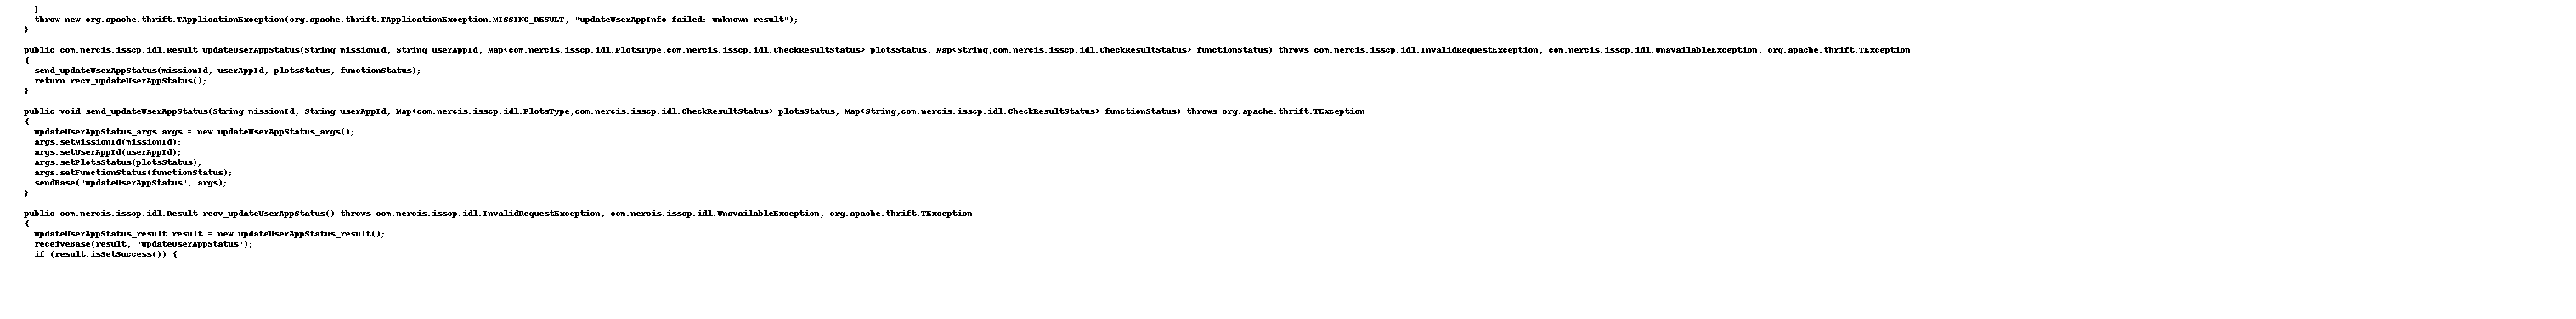 }
throw new org.apache.thrift.TApplicationException(org.apache.thrift.TApplicationException.MISSING_RESULT, "updateUserAppInfo failed: unknown result");
}
public com.nercis.isscp.idl.Result updateUserAppStatus(String missionId, String userAppId, Map<com.nercis.isscp.idl.PlotsType,com.nercis.isscp.idl.CheckResultStatus> plotsStatus, Map<String,com.nercis.isscp.idl.CheckResultStatus> functionStatus) throws com.nercis.isscp.idl.InvalidRequestException, com.nercis.isscp.idl.UnavailableException, org.apache.thrift.TException
{
send_updateUserAppStatus(missionId, userAppId, plotsStatus, functionStatus);
return recv_updateUserAppStatus();
}
public void send_updateUserAppStatus(String missionId, String userAppId, Map<com.nercis.isscp.idl.PlotsType,com.nercis.isscp.idl.CheckResultStatus> plotsStatus, Map<String,com.nercis.isscp.idl.CheckResultStatus> functionStatus) throws org.apache.thrift.TException
{
updateUserAppStatus_args args = new updateUserAppStatus_args();
args.setMissionId(missionId);
args.setUserAppId(userAppId);
args.setPlotsStatus(plotsStatus);
args.setFunctionStatus(functionStatus);
sendBase("updateUserAppStatus", args);
}
public com.nercis.isscp.idl.Result recv_updateUserAppStatus() throws com.nercis.isscp.idl.InvalidRequestException, com.nercis.isscp.idl.UnavailableException, org.apache.thrift.TException
{
updateUserAppStatus_result result = new updateUserAppStatus_result();
receiveBase(result, "updateUserAppStatus");
if (result.isSetSuccess()) {